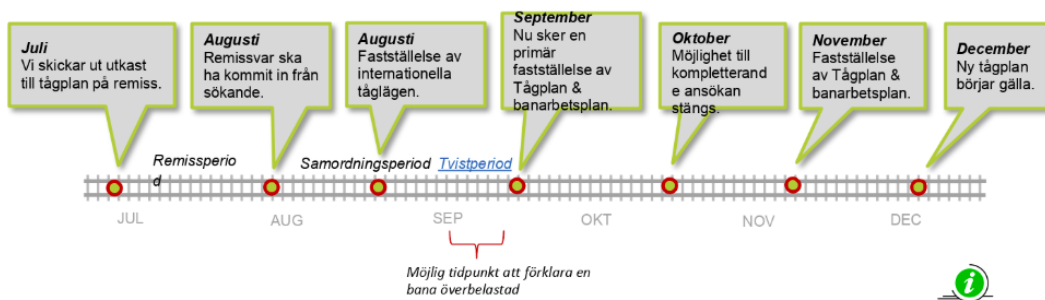 Juli
Vi skickar ut utkast
till tågplan på remiss.
Augusti
Remissvar ska
ha kommit in från
sökande.
Augusti
Fastställelse av
internationella
tåglägen.
September
Nu sker en
primär
fastställelse av
Tågplan &
banarbetsplan.
Oktober
Möjlighet till
kompletterand
e ansökan
stängs.
November
Fastställelse
av Tågplan &
banarbetsplan.
December
Ny tågplan
börjar gälla.
Remissperio
d
Samordningsperiod Tvistperiod
JUL
AUG
SEP
OKT
NOV
DEC
Möjlig tidpunkt att förklara en
bana överbelastad
i